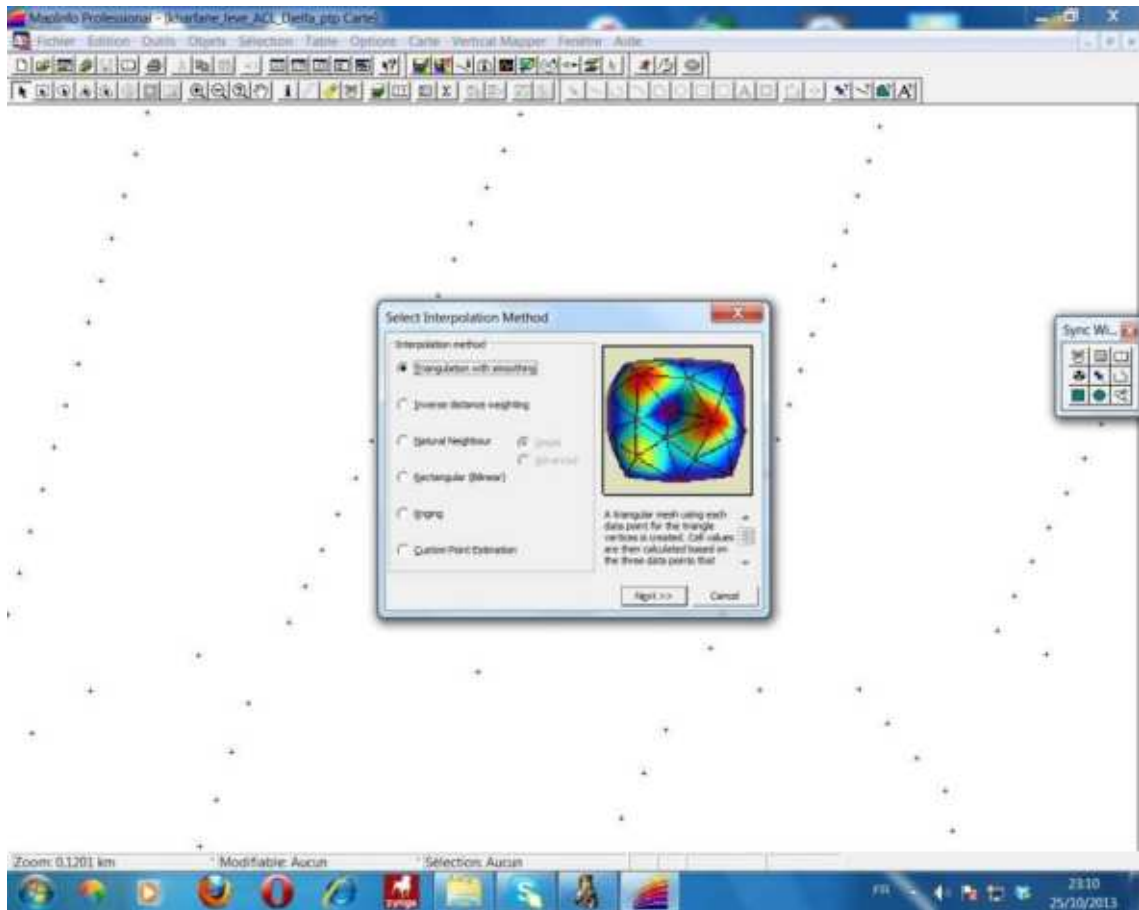 MapInfo Professional - [kharfane_leve_ACL_Djelfa_ptp Carte]
Fichier Edition Outils Objets Sélection Table Options Carte Vertical Mapper Fenêtre Aide
Select Interpolation Method
Interpolation method
Triangulation with smoothing
Inverse distance weighting
Natural Neighbour
Simple
Advanced
Rectangular (Bilinear)
Kriging
Custom Point Estimation
A triangular mesh using each
data point for the triangle
vertices is created. Cell values
are then calculated based on
the three data points that
Next >>
Cancel
Sync Wi...
Zoom: 0,1201 km
Modifiable: Aucun
Sélection: Aucun
zynga
FR
23:10
25/10/2013